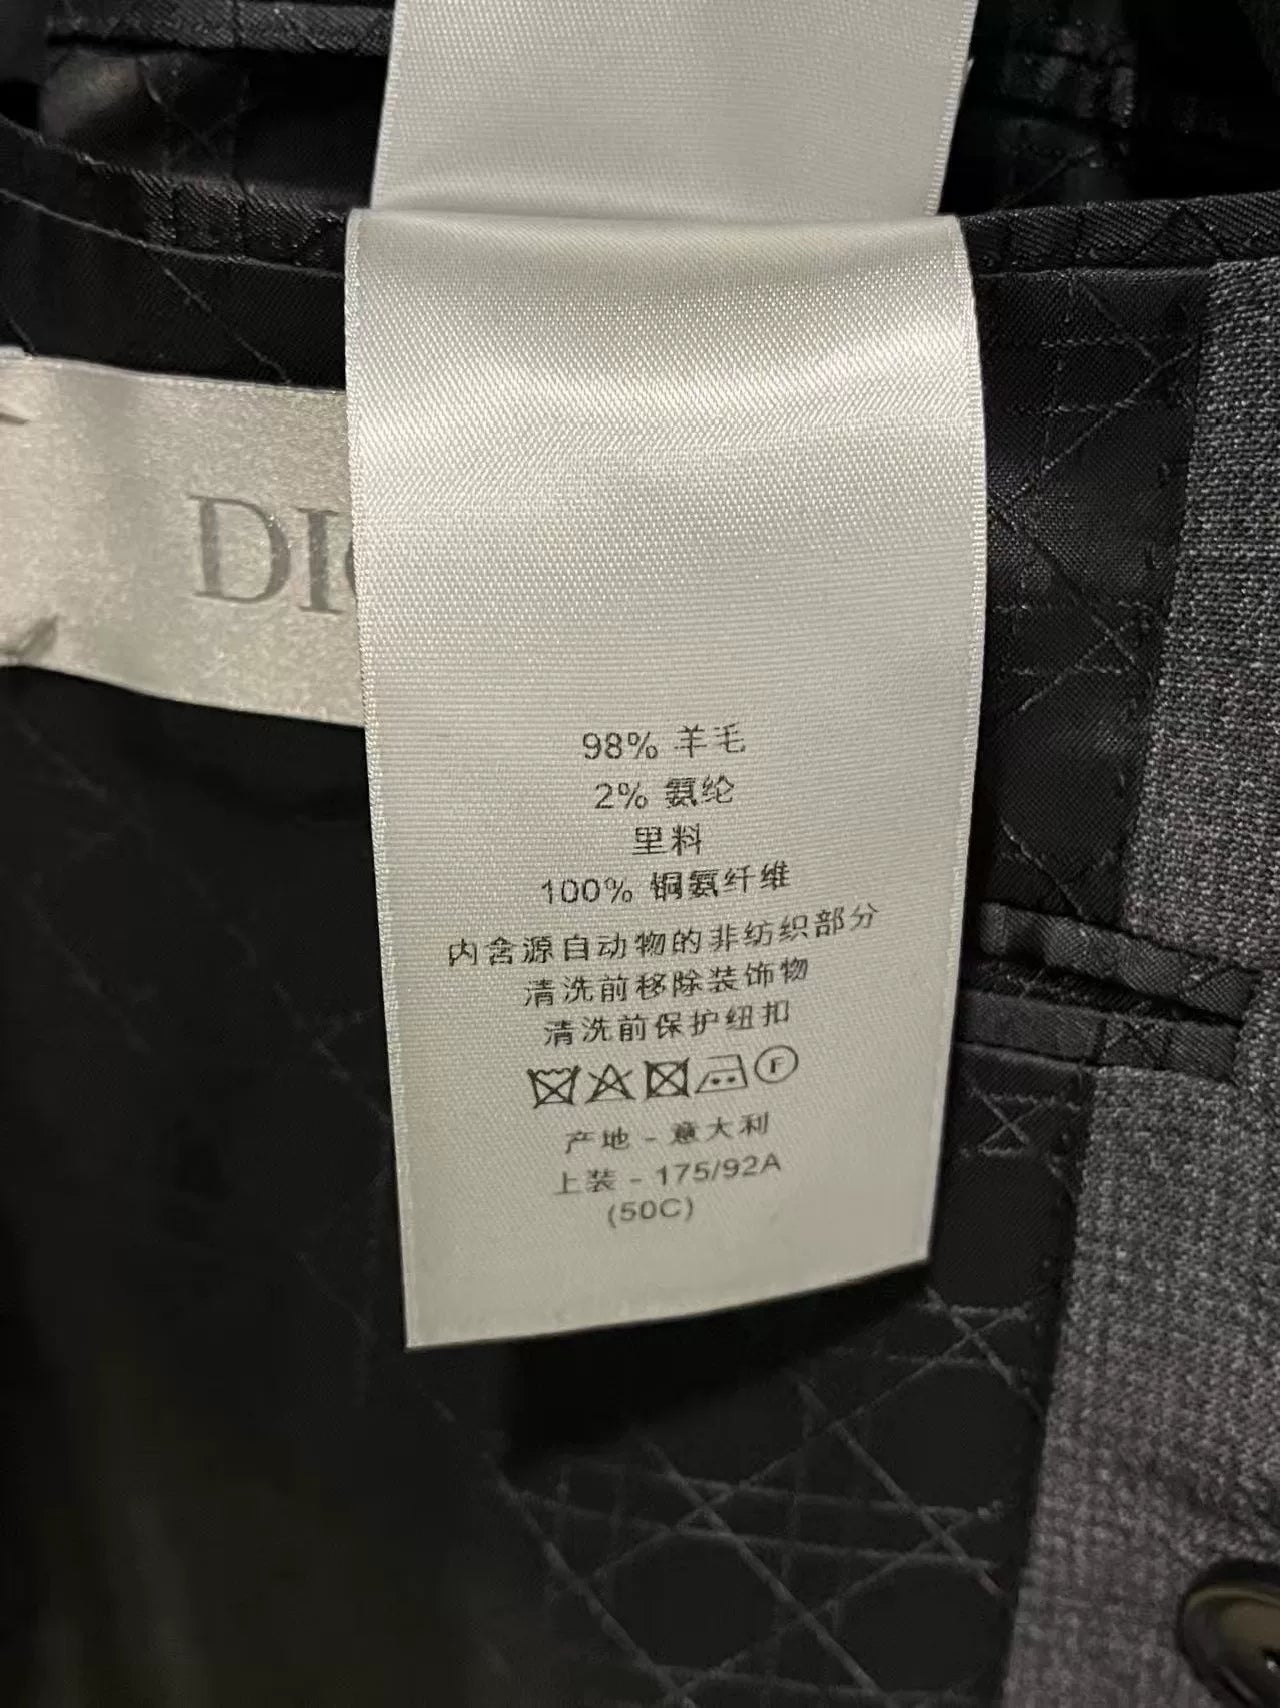 DIO
98% 羊毛
2% 氨纶
里料
100% 铜氨纤维
内含源自动物的非纺织部分
清洗前移除装饰物
清洗前保护纽扣
F
产地 - 意大利
上装 - 175/92A
(50C)